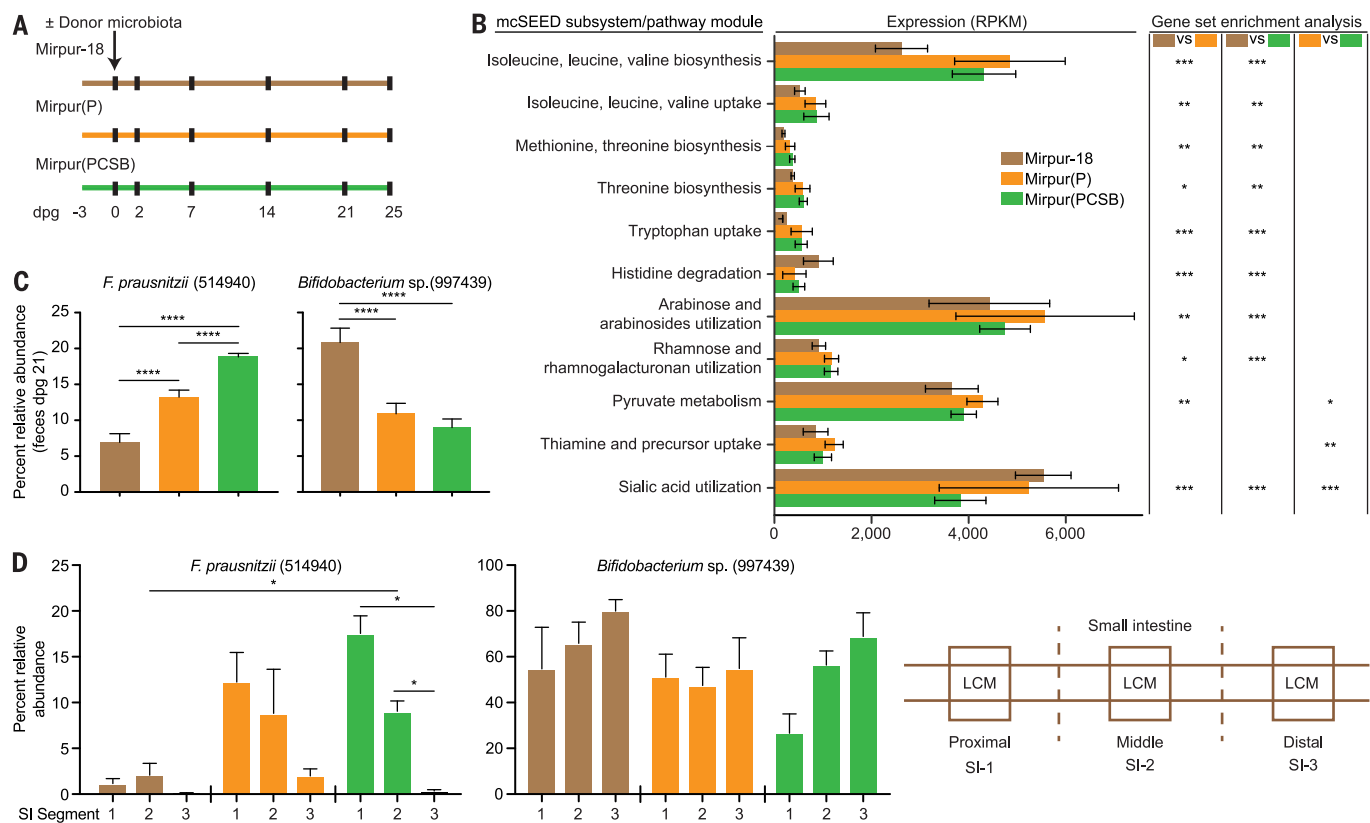 A
± Donor microbiota
Mirpur-18
Mirpur(P)
Mirpur(PCSB)
dpg -3 0 2 7 14 21 25
B
mcSEED subsystem/pathway module
Expression (RPKM)
Gene set enrichment analysis
vs vs vs
Isoleucine, leucine, valine biosynthesis *** ***
Isoleucine, leucine, valine uptake ** **
Methionine, threonine biosynthesis ** **
Threonine biosynthesis * **
Tryptophan uptake *** ***
Histidine degradation *** ***
Arabinose and
arabinosides utilization ** ***
Rhamnose and
rhamnogalacturonan utilization * ***
Pyruvate metabolism ** *
Thiamine and precursor uptake **
Sialic acid utilization *** *** ***
Mirpur-18
Mirpur(P)
Mirpur(PCSB)
0 2,000 4,000 6,000
C
F. prausnitzii (514940)
Percent relative abundance
(feces dpg 21)
25
20
15
10
5
0
****
****
****
Bifidobacterium sp.(997439)
****
****
D
F. prausnitzii (514940)
Percent relative
abundance
25
20
15
10
5
0
*
*
*
SI Segment 1 2 3 1 2 3 1 2 3
Bifidobacterium sp. (997439)
100
80
60
40
20
0
1 2 3 1 2 3 1 2 3
Small intestine
LCM LCM LCM
Proximal Middle Distal
SI-1 SI-2 SI-3